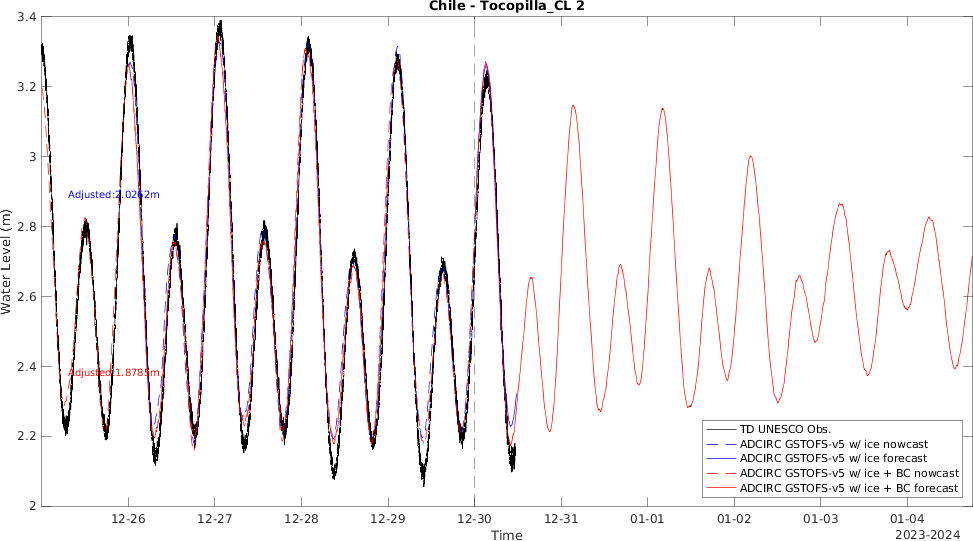 Chile - Tocopilla_CL 2
3.4
3.2
3
2.8
2.6
2.4
2.2
2
Water Level (m)
Adjusted:2.0262m
Adjusted:1.8785m
TD UNESCO Obs.
ADCIRC GSTOFS-v5 w/ ice nowcast
ADCIRC GSTOFS-v5 w/ ice forecast
ADCIRC GSTOFS-v5 w/ ice + BC nowcast
ADCIRC GSTOFS-v5 w/ ice + BC forecast
12-26 12-27 12-28 12-29 12-30 12-31 01-01 01-02 01-03 01-04
Time
2023-2024